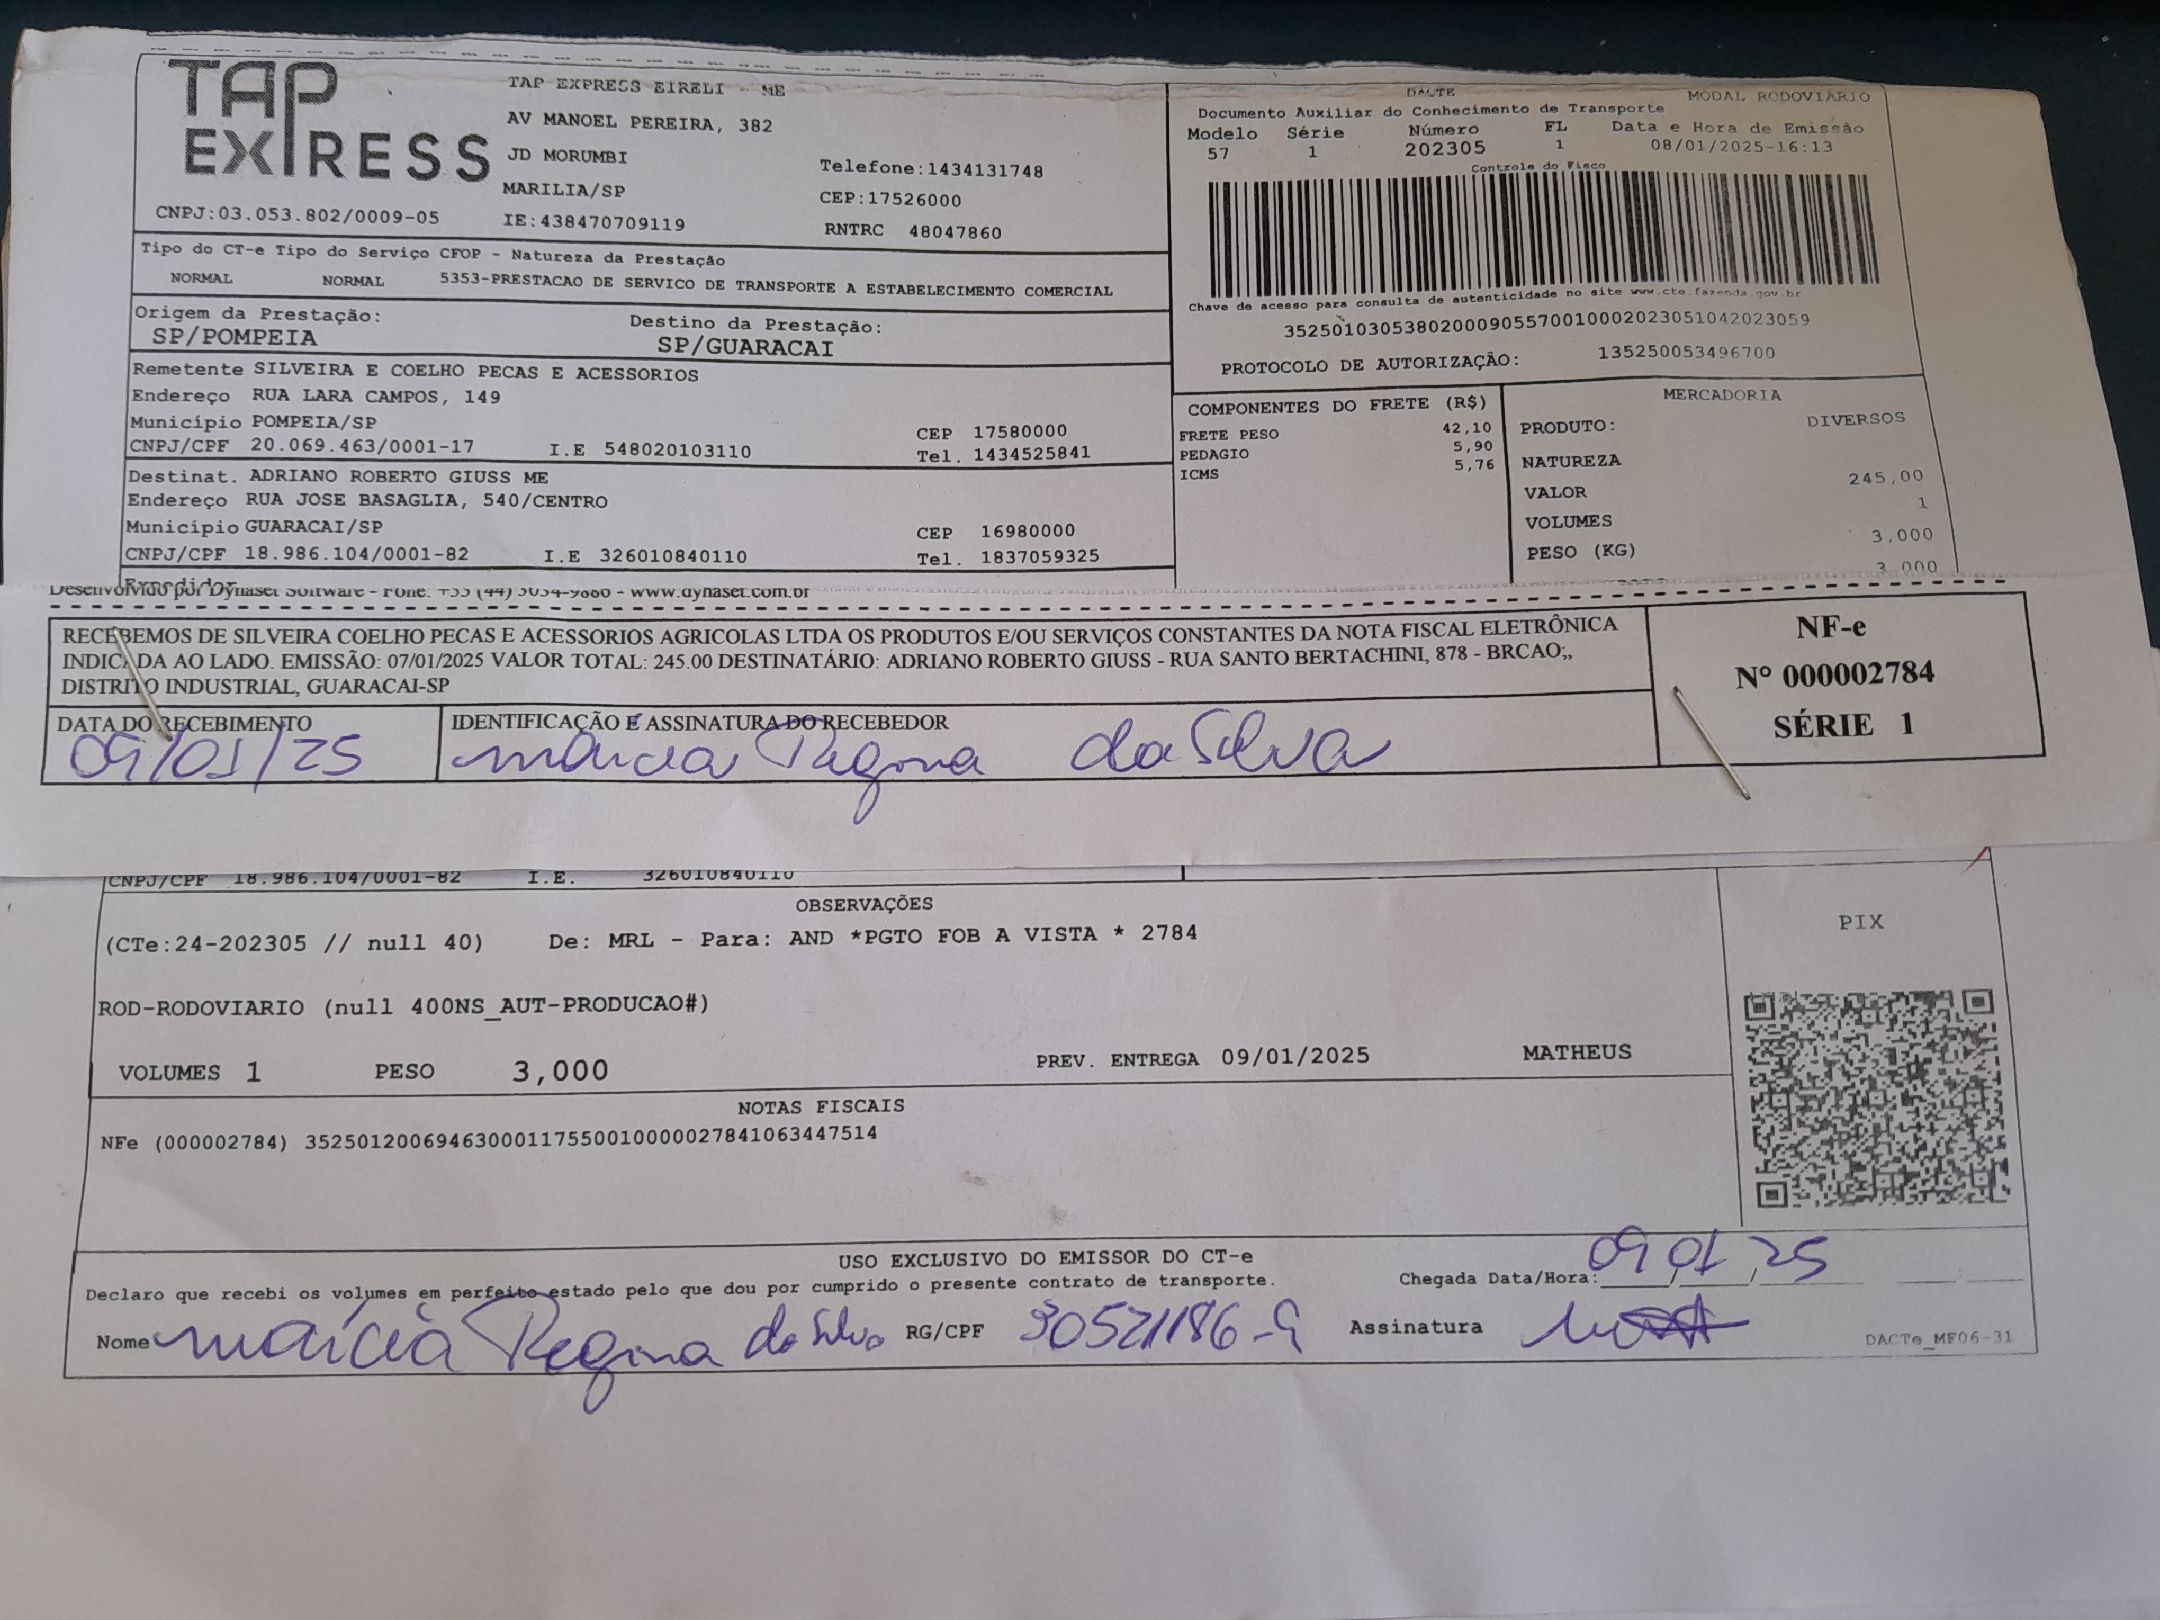 TAP EXPRESS
TAP EXPRESS EIRELI - ME
AV MANOEL PEREIRA, 382
JD MORUMBI
Telefone:1434131748
MARILIA/SP
CEP:17526000
CNPJ:03.053.802/0009-05
IE:438470709119
RNTRC 48047860
Tipo do CT-e Tipo do Serviço CFOP - Natureza da Prestação
NORMAL NORMAL 5353-PRESTACAO DE SERVICO DE TRANSPORTE A ESTABELECIMENTO COMERCIAL
Origem da Prestação: Destino da Prestação:
SP/POMPEIA SP/GUARACAI
Remetente SILVEIRA E COELHO PECAS E ACESSORIOS
Endereço RUA LARA CAMPOS, 149
Município POMPEIA/SP CEP 17580000
CNPJ/CPF 20.069.463/0001-17 I.E 548020103110 Tel. 1434525841
Destinat. ADRIANO ROBERTO GIUSS ME
Endereço RUA JOSE BASAGLIA, 540/CENTRO
Município GUARACAI/SP CEP 16980000
CNPJ/CPF 18.986.104/0001-82 I.E 326010840110 Tel. 1837059325
Expedidor
DACTE MODAL RODOVIARIO
Documento Auxiliar do Conhecimento de Transporte
Modelo Série Número FL Data e Hora de Emissão
57 1 202305 1 08/01/2025-16:13
Controle do Fisco
Chave de acesso para consulta de autenticidade no site www.cte.fazenda.gov.br
35250103053802000905570010002023051042023059
PROTOCOLO DE AUTORIZAÇÃO: 135250053496700
COMPONENTES DO FRETE (R$)
FRETE PESO 42,10
PEDAGIO 5,90
ICMS 5,76
MERCADORIA
PRODUTO: DIVERSOS
NATUREZA
VALOR 245,00
VOLUMES 1
PESO (KG) 3,000
3,000
Desenvolvido por Dynaset Software - Fone: +55 (44) - www.dynaset.com.br
RECEBEMOS DE SILVEIRA COELHO PECAS E ACESSORIOS AGRICOLAS LTDA OS PRODUTOS E/OU SERVIÇOS CONSTANTES DA NOTA FISCAL ELETRÔNICA
INDICADA AO LADO. EMISSÃO: 07/01/2025 VALOR TOTAL: 245.00 DESTINATÁRIO: ADRIANO ROBERTO GIUSS - RUA SANTO BERTACHINI, 878 - BRCAO;,
DISTRITO INDUSTRIAL, GUARACAI-SP
NF-e
Nº 000002784
SÉRIE 1
DATA DO RECEBIMENTO IDENTIFICAÇÃO E ASSINATURA DO RECEBEDOR
09/01/25 márcia Regina da Silva
CNPJ/CPF 18.986.104/0001-82 I.E. 326010840110
OBSERVAÇÕES
(CTe:24-202305 // null 40) De: MRL - Para: AND *PGTO FOB A VISTA * 2784
ROD-RODOVIARIO (null 400NS_AUT-PRODUCAO#)
VOLUMES 1 PESO 3,000 PREV. ENTREGA 09/01/2025 MATHEUS
PIX
NOTAS FISCAIS
NFe (000002784) 35250120069463000117550010000027841063447514
USO EXCLUSIVO DO EMISSOR DO CT-e
Declaro que recebi os volumes em perfeito estado pelo que dou por cumprido o presente contrato de transporte.
Chegada Data/Hora: 09/01/25
Nome márcia Regina da Silva RG/CPF 30521186-9 Assinatura
DACTe_MF06-31